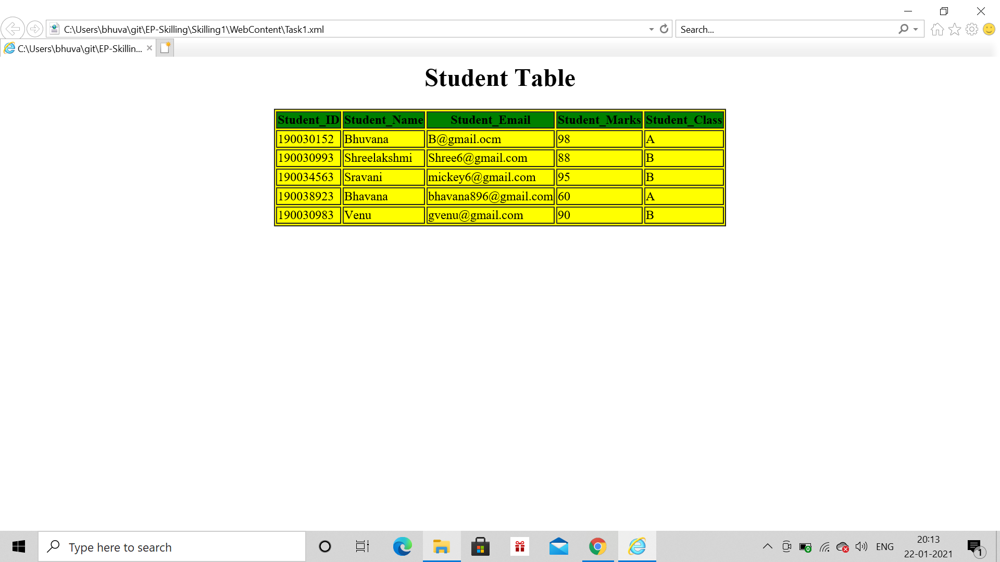 C:\Users\bhuva\git\EP-Skilling\Skilling1\WebContent\Task1.xml
Search...
C:\Users\bhuva\git\EP-Skillin...
Student Table
Student_ID Student_Name Student_Email Student_Marks Student_Class
190030152 Bhuvana B@gmail.ocm 98 A
190030993 Shreelakshmi Shree6@gmail.com 88 B
190034563 Sravani mickey6@gmail.com 95 B
190038923 Bhavana bhavana896@gmail.com 60 A
190030983 Venu gvenu@gmail.com 90 B
Type here to search
ENG
20:13
22-01-2021
1